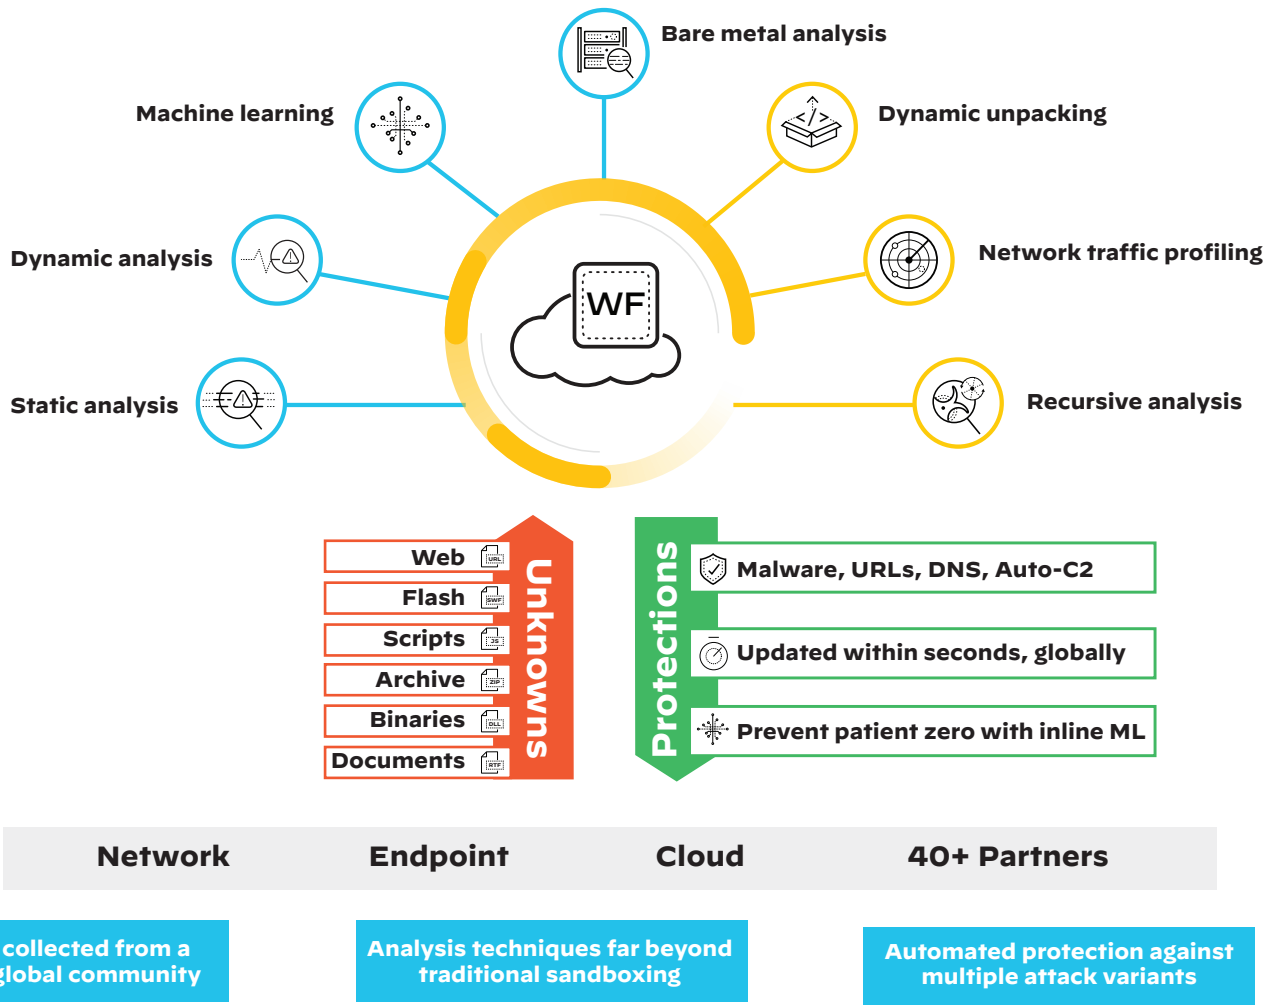 Bare metal analysis
Machine learning
Dynamic unpacking
Dynamic analysis
Network traffic profiling
WF
Static analysis
Recursive analysis
Unknowns
Web
URL
Flash
SWF
Scripts
JS
Archive
ZIP
Binaries
DLL
Documents
RTF
Protections
Malware, URLs, DNS, Auto-C2
Updated within seconds, globally
Prevent patient zero with inline ML
Network Endpoint Cloud 40+ Partners
collected from a
global community
Analysis techniques far beyond
traditional sandboxing
Automated protection against
multiple attack variants